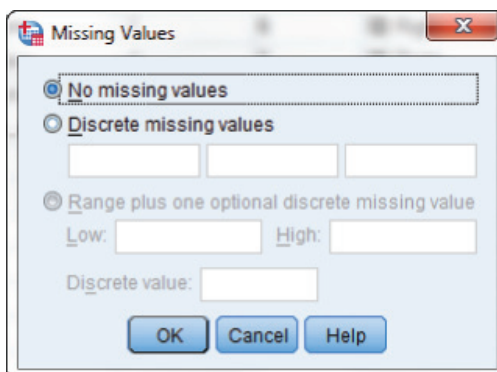 Missing Values
No missing values
Discrete missing values
Range plus one optional discrete missing value
Low: High:
Discrete value:
OK Cancel Help